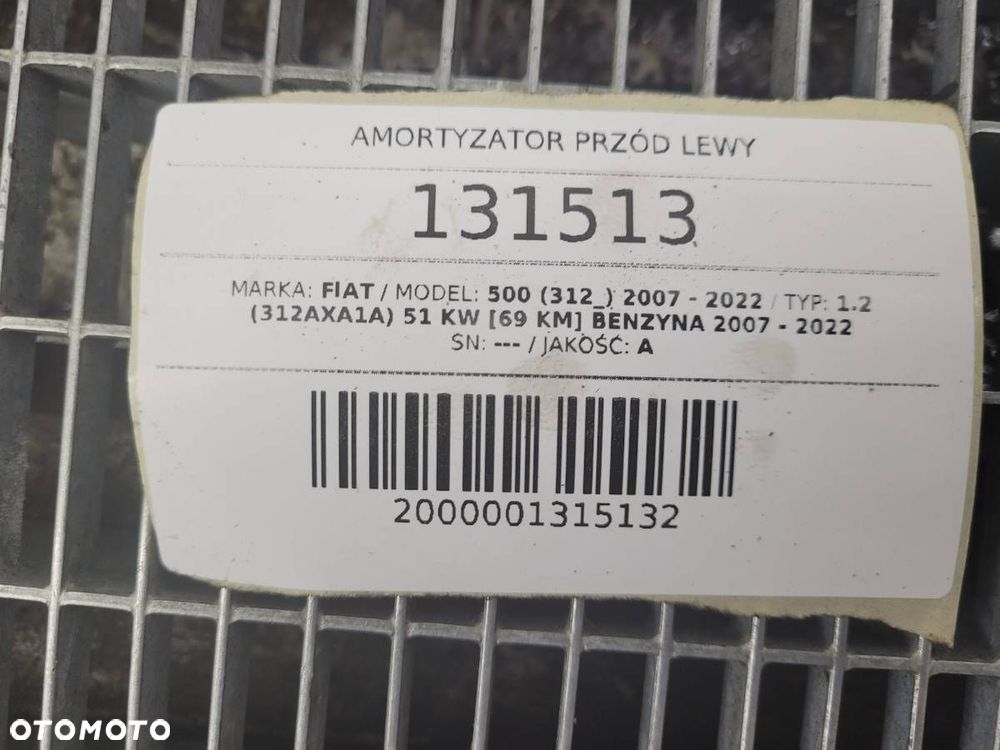 AMORTYZATOR PRZÓD LEWY
131513
MARKA: FIAT / MODEL: 500 (312_) 2007 - 2022 / TYP: 1.2
(312AXA1A) 51 KW [69 KM] BENZYNA 2007 - 2022
SN: --- / JAKOŚĆ: A
2000001315132
OTOMOTO